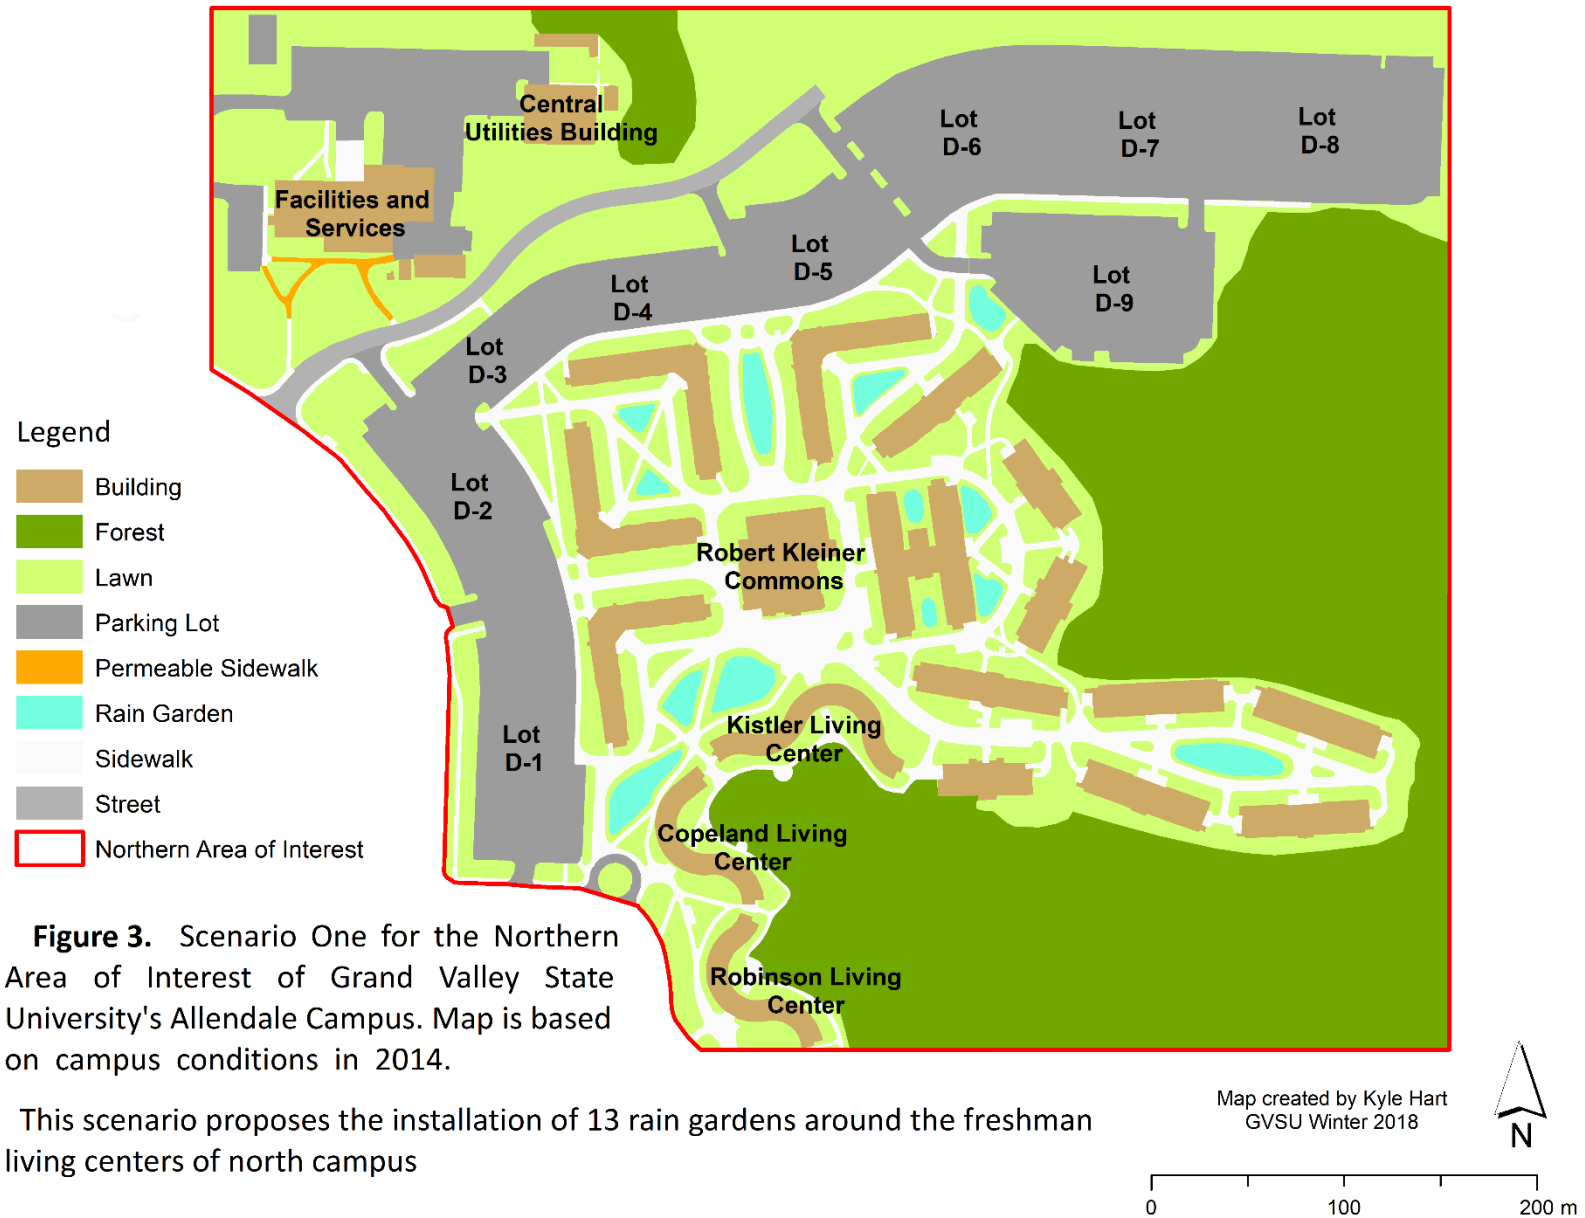 Central
Utilities Building
Facilities and
Services
Lot
D-6
Lot
D-7
Lot
D-8
Lot
D-5
Lot
D-4
Lot
D-9
Lot
D-3
Lot
D-2
Robert Kleiner
Commons
Lot
D-1
Kistler Living
Center
Copeland Living
Center
Robinson Living
Center
Legend
Building
Forest
Lawn
Parking Lot
Permeable Sidewalk
Rain Garden
Sidewalk
Street
Northern Area of Interest
Figure 3. Scenario One for the Northern
Area of Interest of Grand Valley State
University's Allendale Campus. Map is based
on campus conditions in 2014.
This scenario proposes the installation of 13 rain gardens around the freshman
living centers of north campus
Map created by Kyle Hart
GVSU Winter 2018
N
0 100 200 m